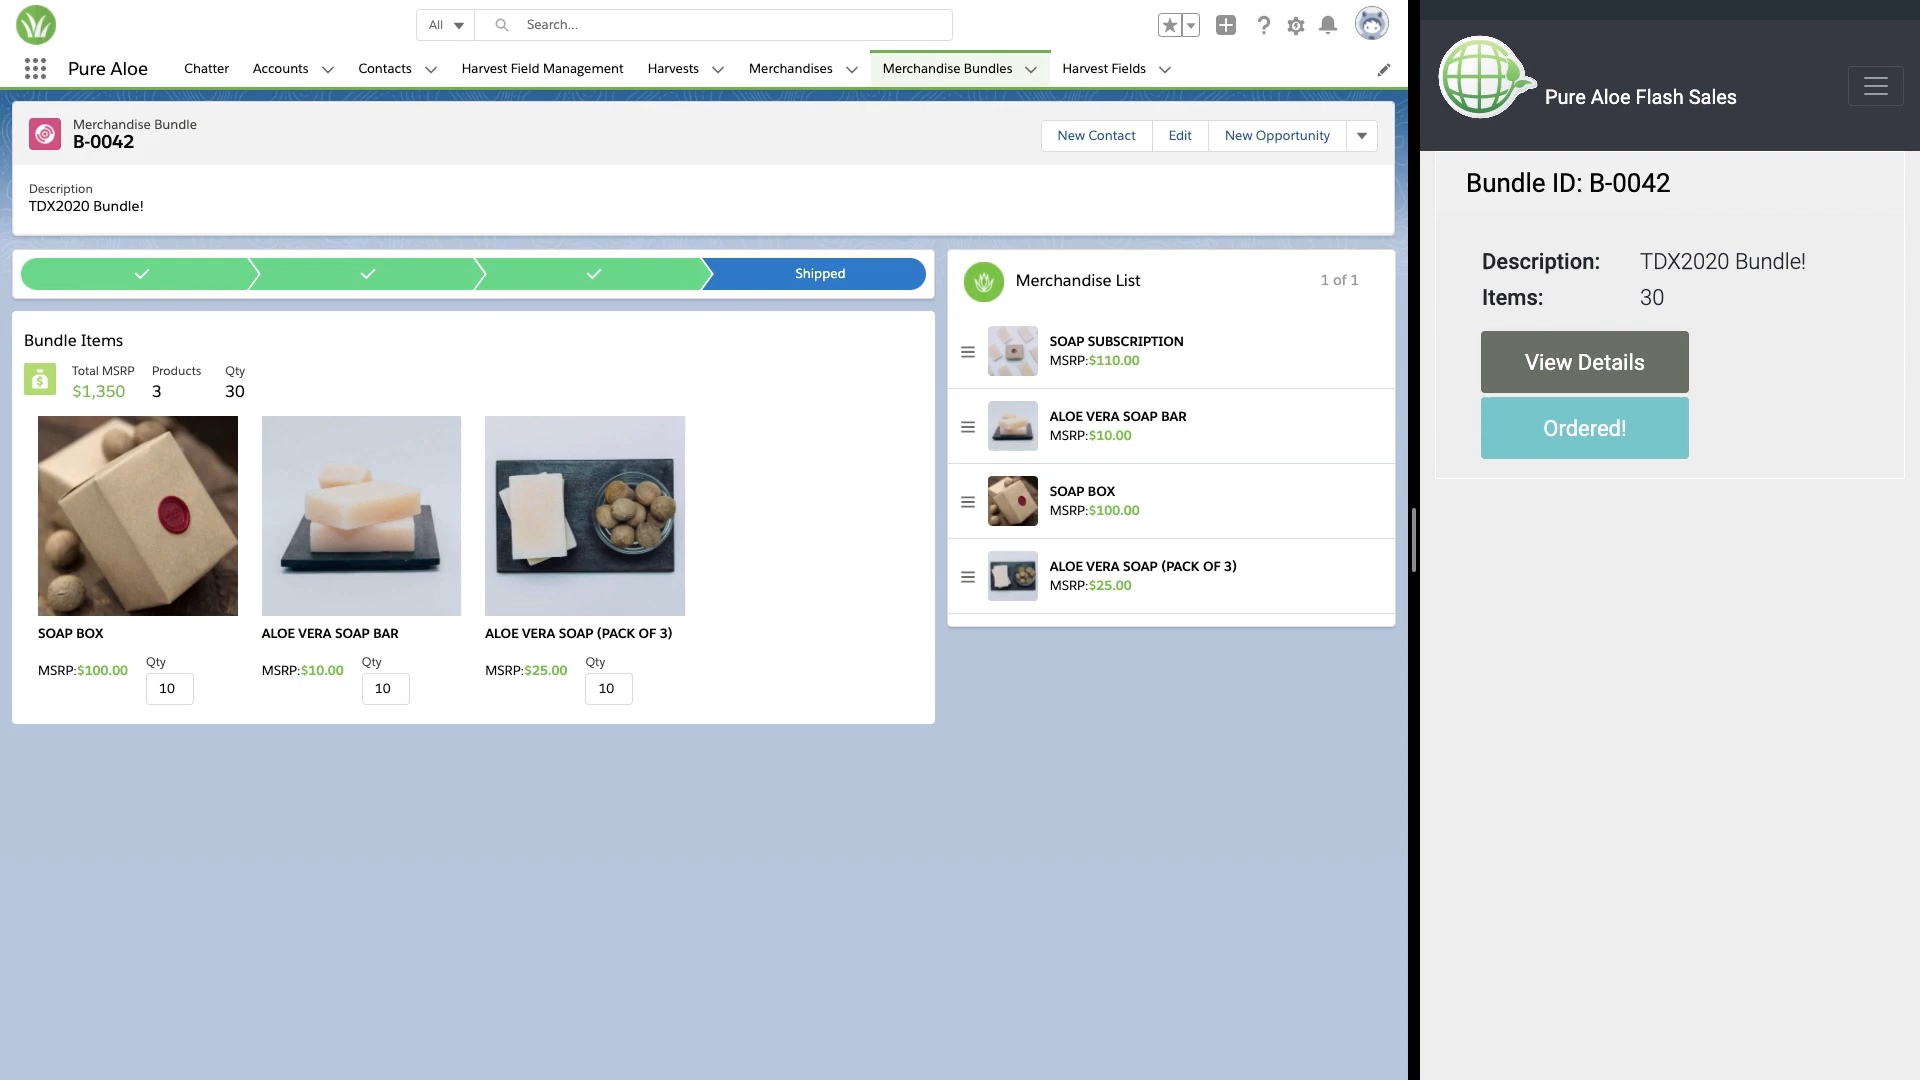 All
Search...
Pure Aloe
Chatter
Accounts
Contacts
Harvest Field Management
Harvests
Merchandises
Merchandise Bundles
Harvest Fields
Merchandise Bundle
B-0042
New Contact
Edit
New Opportunity
Description
TDX2020 Bundle!
Shipped
Bundle Items
Total MSRP
Products
Qty
$1,350
3
30
SOAP BOX
MSRP:$100.00
Qty
10
ALOE VERA SOAP BAR
MSRP:$10.00
Qty
10
ALOE VERA SOAP (PACK OF 3)
MSRP:$25.00
Qty
10
Merchandise List
1 of 1
SOAP SUBSCRIPTION
MSRP:$110.00
ALOE VERA SOAP BAR
MSRP:$10.00
SOAP BOX
MSRP:$100.00
ALOE VERA SOAP (PACK OF 3)
MSRP:$25.00
Pure Aloe Flash Sales
Bundle ID: B-0042
Description: TDX2020 Bundle!
Items: 30
View Details
Ordered!